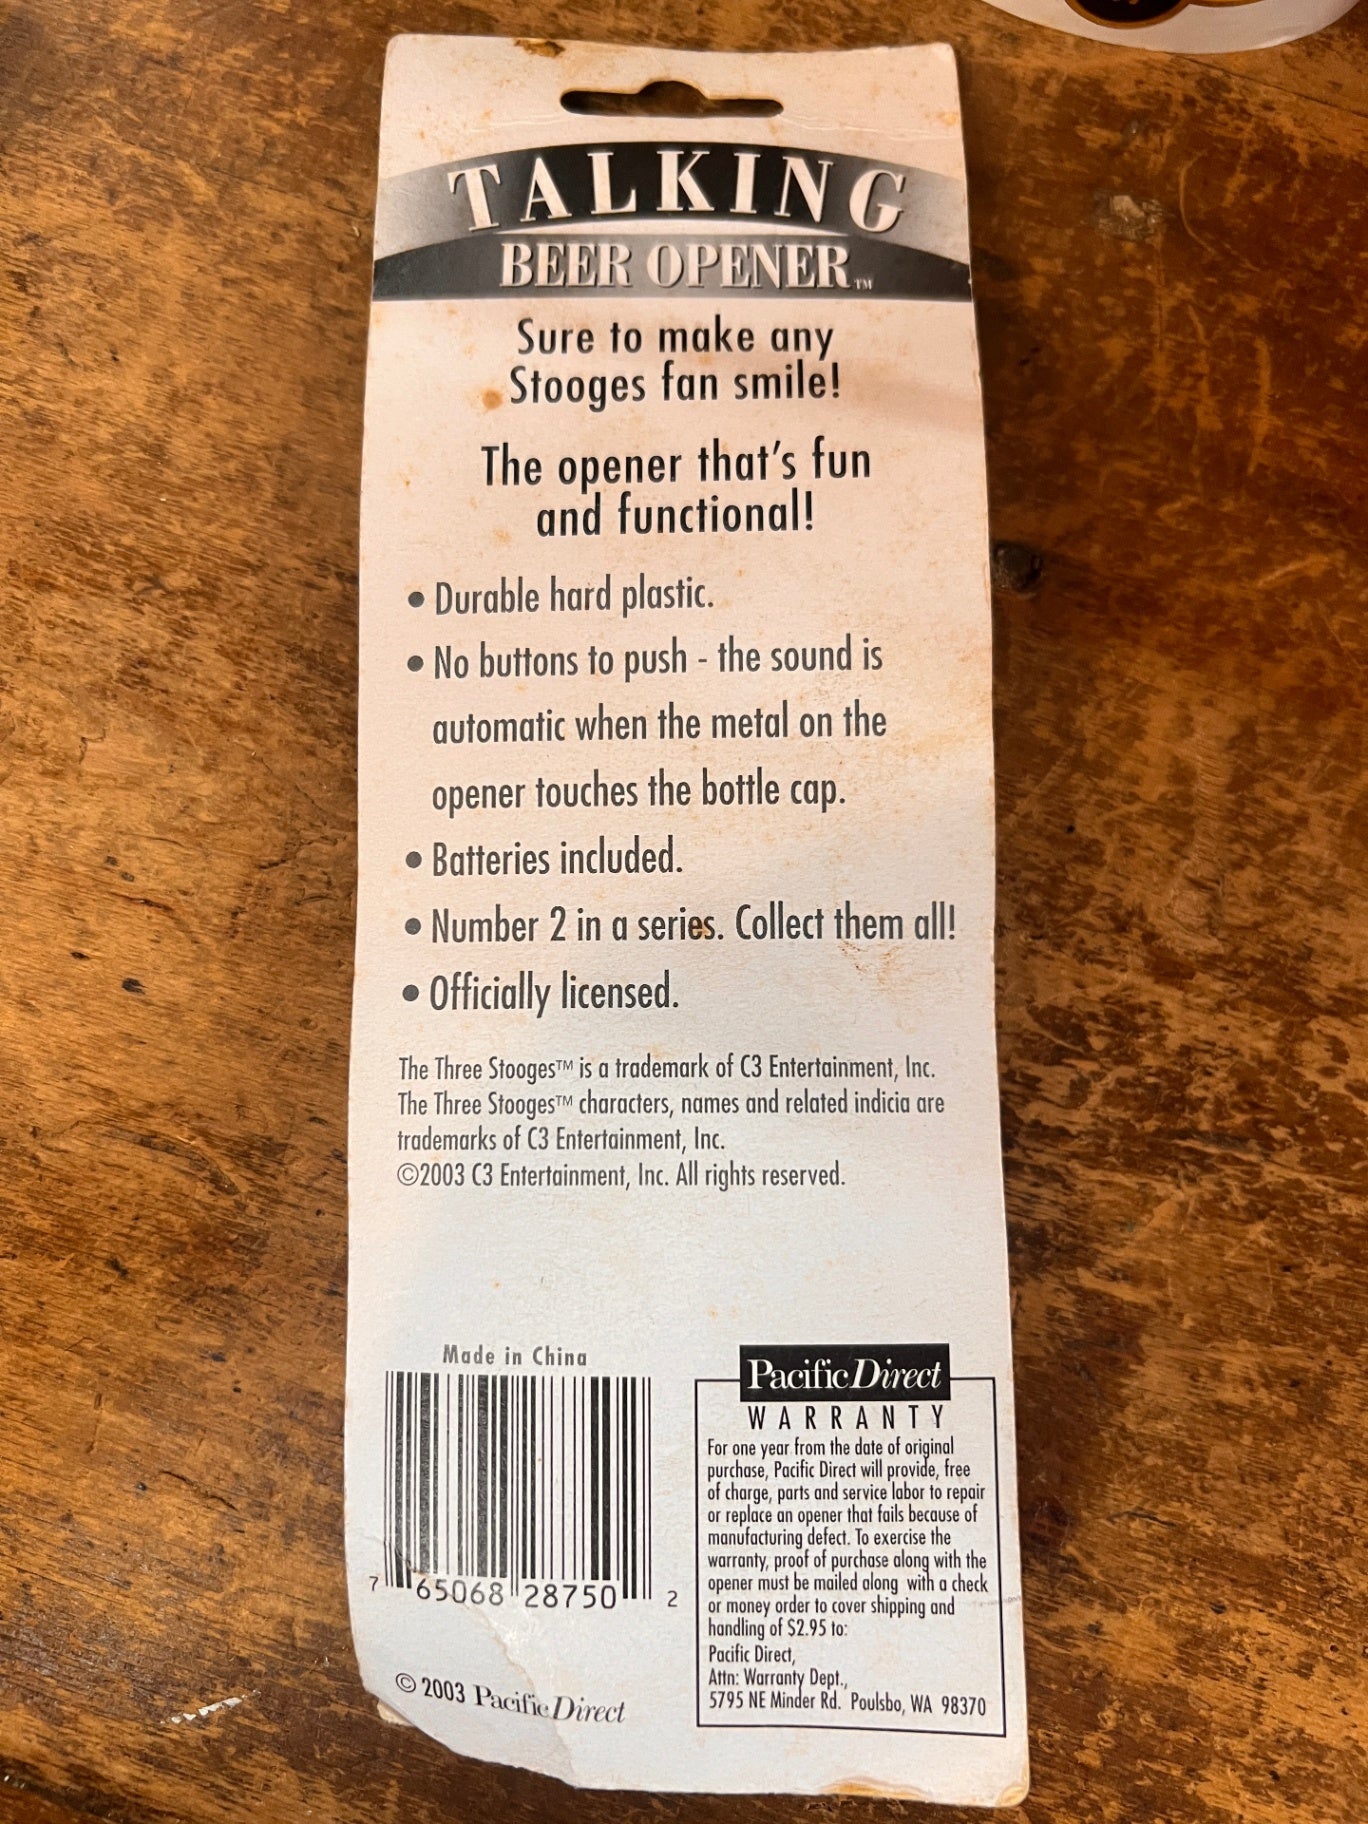 TALKING
BEER OPENER™
Sure to make any
Stooges fan smile!
The opener that's fun
and functional!
• Durable hard plastic.
• No buttons to push - the sound is
automatic when the metal on the
opener touches the bottle cap.
• Batteries included.
• Number 2 in a series. Collect them all!
• Officially licensed.
The Three Stooges™ is a trademark of C3 Entertainment, Inc.
The Three Stooges™ characters, names and related indicia are
trademarks of C3 Entertainment, Inc.
©2003 C3 Entertainment, Inc. All rights reserved.
Made in China
7 65068 28750 2
© 2003 Pacific Direct
Pacific Direct
WARRANTY
For one year from the date of original
purchase, Pacific Direct will provide, free
of charge, parts and service labor to repair
or replace an opener that fails because of
manufacturing defect. To exercise the
warranty, proof of purchase along with the
opener must be mailed along with a check
or money order to cover shipping and
handling of $2.95 to:
Pacific Direct,
Attn: Warranty Dept.,
5795 NE Minder Rd. Poulsbo, WA 98370